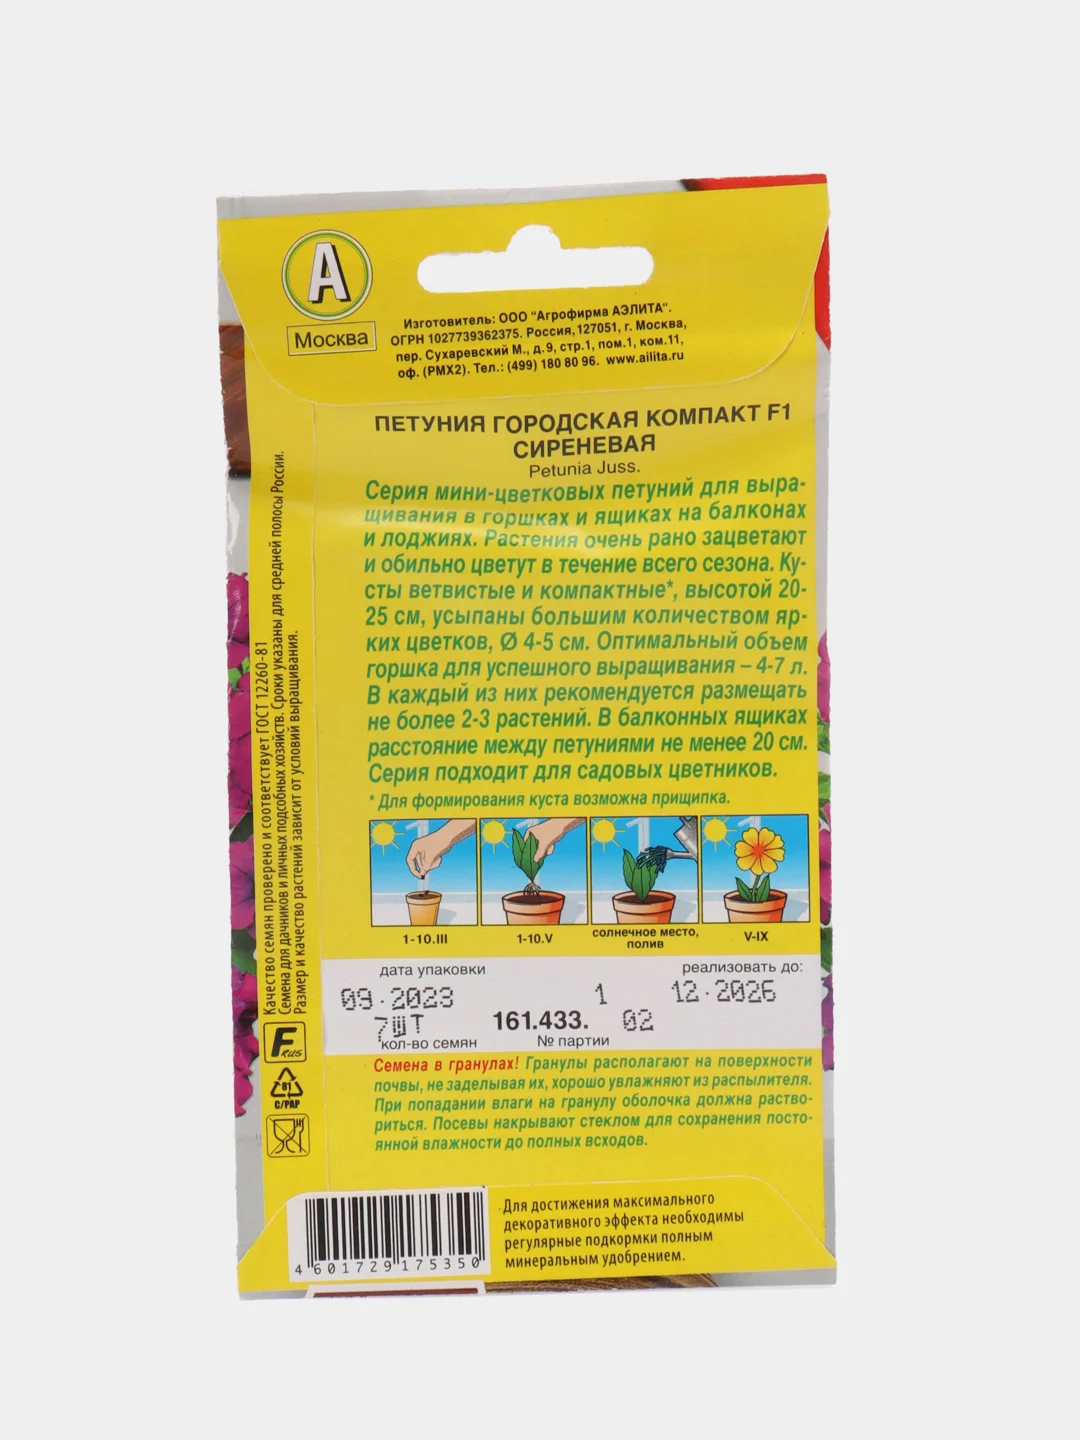 А
Москва
Изготовитель: ООО "Агрофирма АЭЛИТА".
ОГРН 1027739362375. Россия, 127051, г. Москва,
пер. Сухаревский М., д.9, стр.1, пом.1, ком.11,
оф. (РМХ2). Тел.: (499) 180 80 96. www.ailita.ru
ПЕТУНИЯ ГОРОДСКАЯ КОМПАКТ F1
СИРЕНЕВАЯ
Petunia Juss.
Серия мини-цветковых петуний для выра-
щивания в горшках и ящиках на балконах
и лоджиях. Растения очень рано зацветают
и обильно цветут в течение всего сезона. Ку-
сты ветвистые и компактные*, высотой 20-
25 см, усыпаны большим количеством яр-
ких цветков, Ø 4-5 см. Оптимальный объем
горшка для успешного выращивания – 4-7 л.
В каждый из них рекомендуется размещать
не более 2-3 растений. В балконных ящиках
расстояние между петуниями не менее 20 см.
Серия подходит для садовых цветников.
* Для формирования куста возможна прищипка.
1-10.III
1-10.V
солнечное место,
полив
V-IX
дата упаковки
реализовать до:
09.2023
1
12.2026
7ШТ
161.433.
02
кол-во семян
№ партии
Семена в гранулах! Гранулы располагают на поверхности
почвы, не заделывая их, хорошо увлажняют из распылителя.
При попадании влаги на гранулу оболочка должна раство-
риться. Посевы накрывают стеклом для сохранения посто-
янной влажности до полных всходов.
Качество семян проверено и соответствует ГОСТ 12260-81
Семена для дачников и личных подсобных хозяйств. Сроки указаны для средней полосы России.
Размер и качество растений зависит от условий выращивания.
F RUS
81
C/PAP
4 601729 175350
Для достижения максимального
декоративного эффекта необходимы
регулярные подкормки полным
минеральным удобрением.